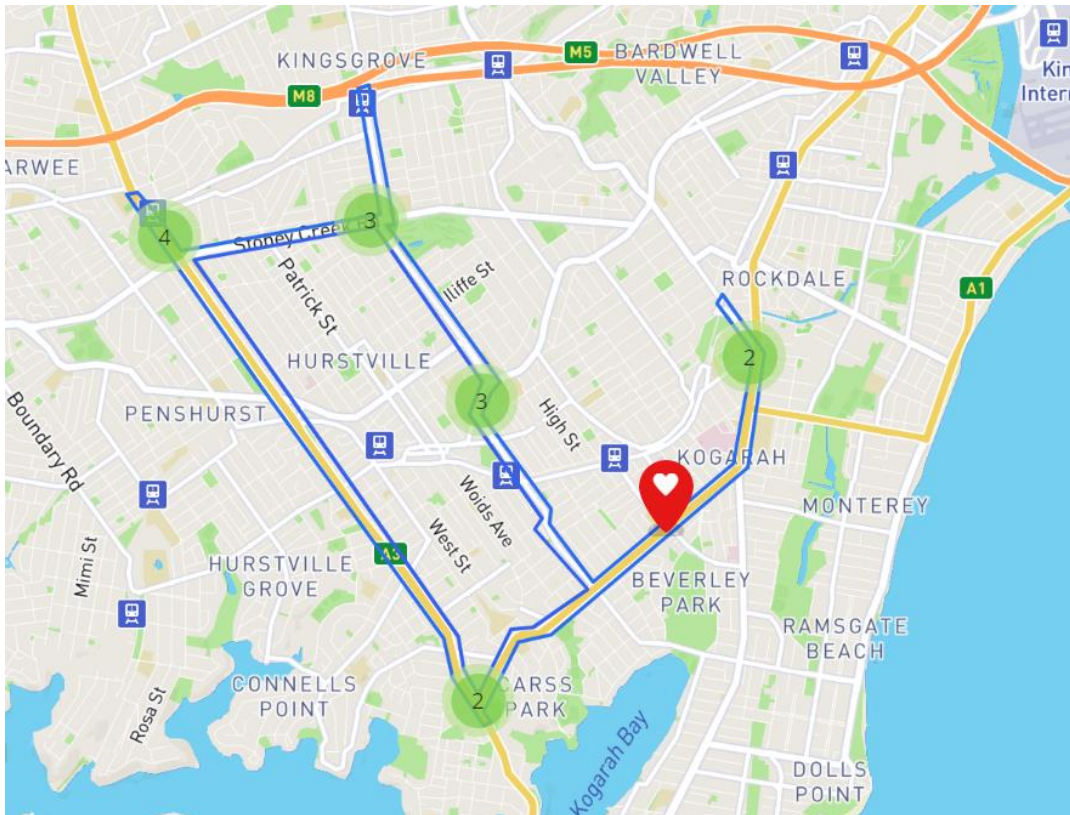 KINGSGROVE
M5
BARDWELL
VALLEY
Kin
Intern
M8
ARWEE
4
3
Stoney Creek
Iliffe St
Patrick St
ROCKDALE
A1
HURSTVILLE
2
3
Boundary Rd
PENSHURST
High St
KOGARAH
Woids Ave
MONTEREY
West St
Mimi St
A3
HURSTVILLE
GROVE
BEVERLEY
PARK
RAMSGATE
BEACH
CONNELLS
POINT
Rosa St
2
CARSS
PARK
Kogarah Bay
DOLLS
POINT